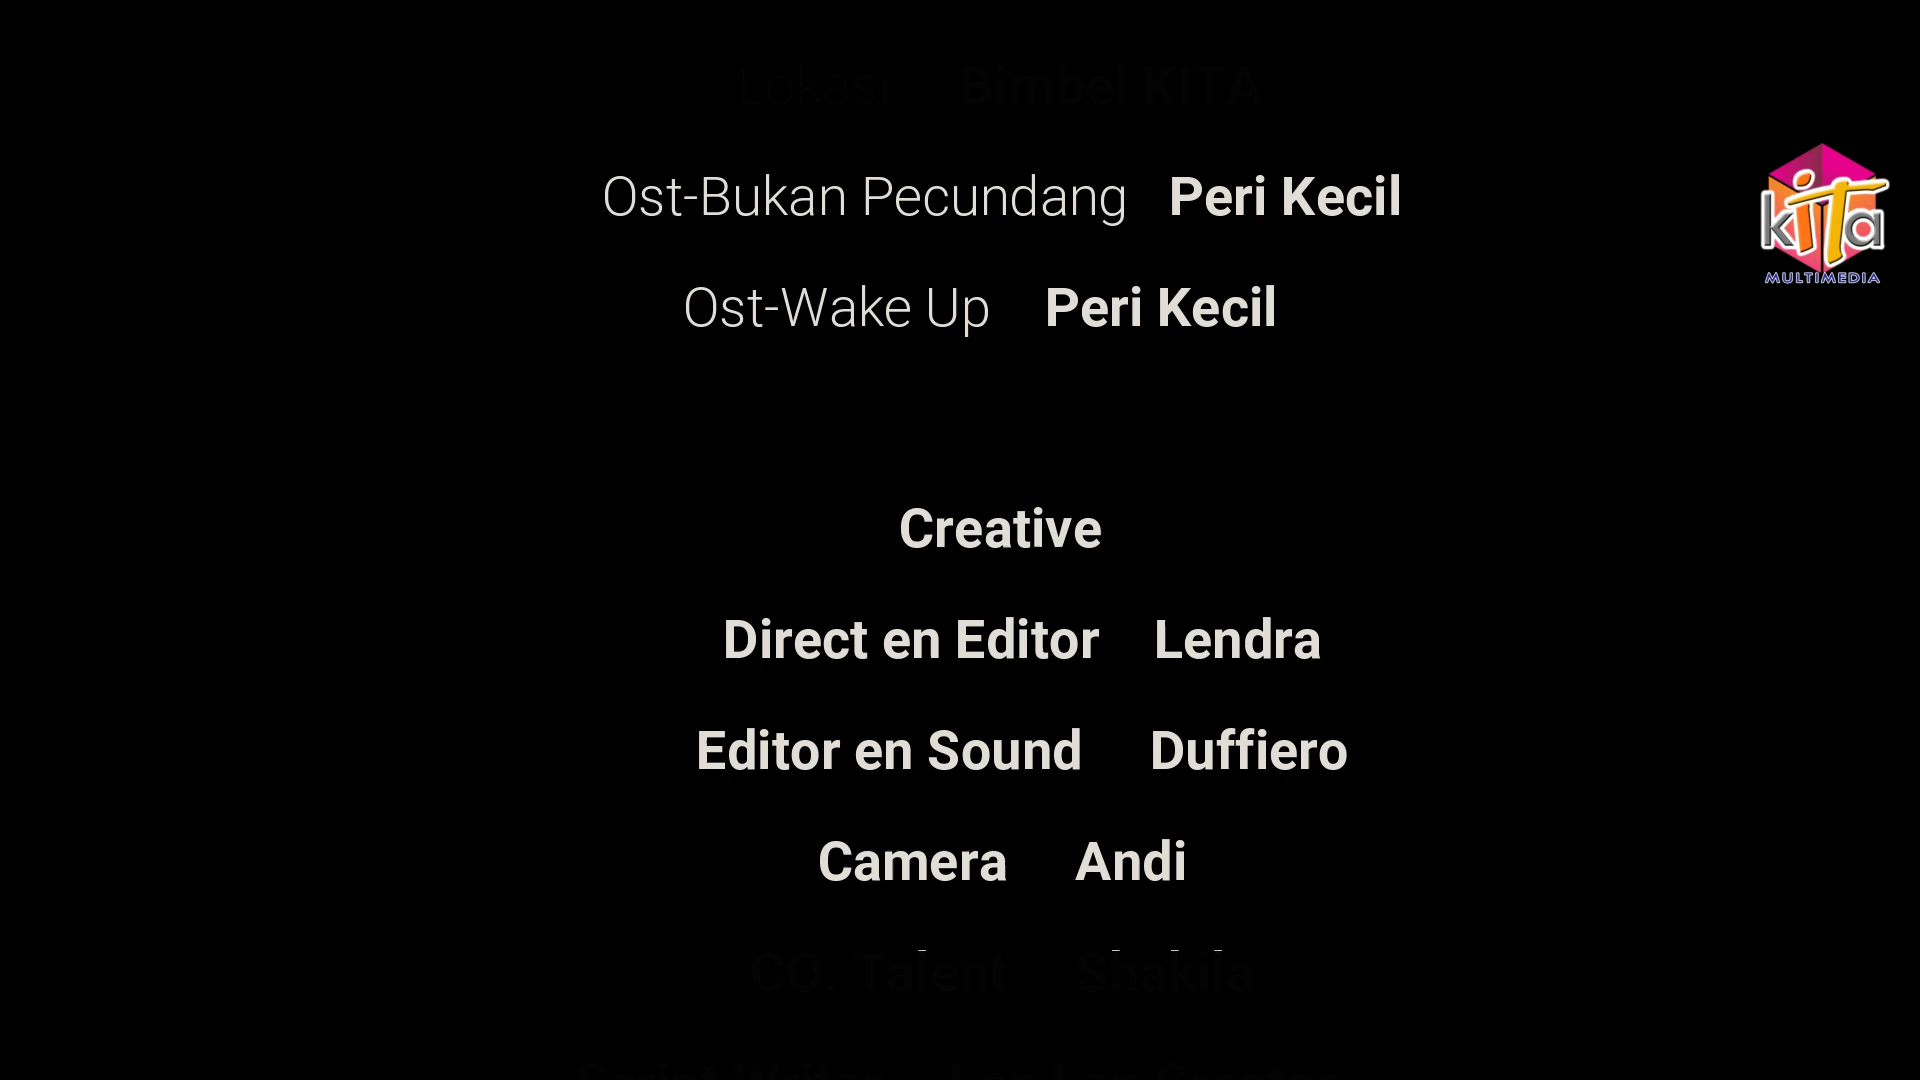 Lokasi Bimbel KITA
Ost-Bukan Pecundang Peri Kecil
kita
MULTIMEDIA
Ost-Wake Up Peri Kecil
Creative
Direct en Editor Lendra
Editor en Sound Duffiero
Camera Andi
CO. Talent Shakila